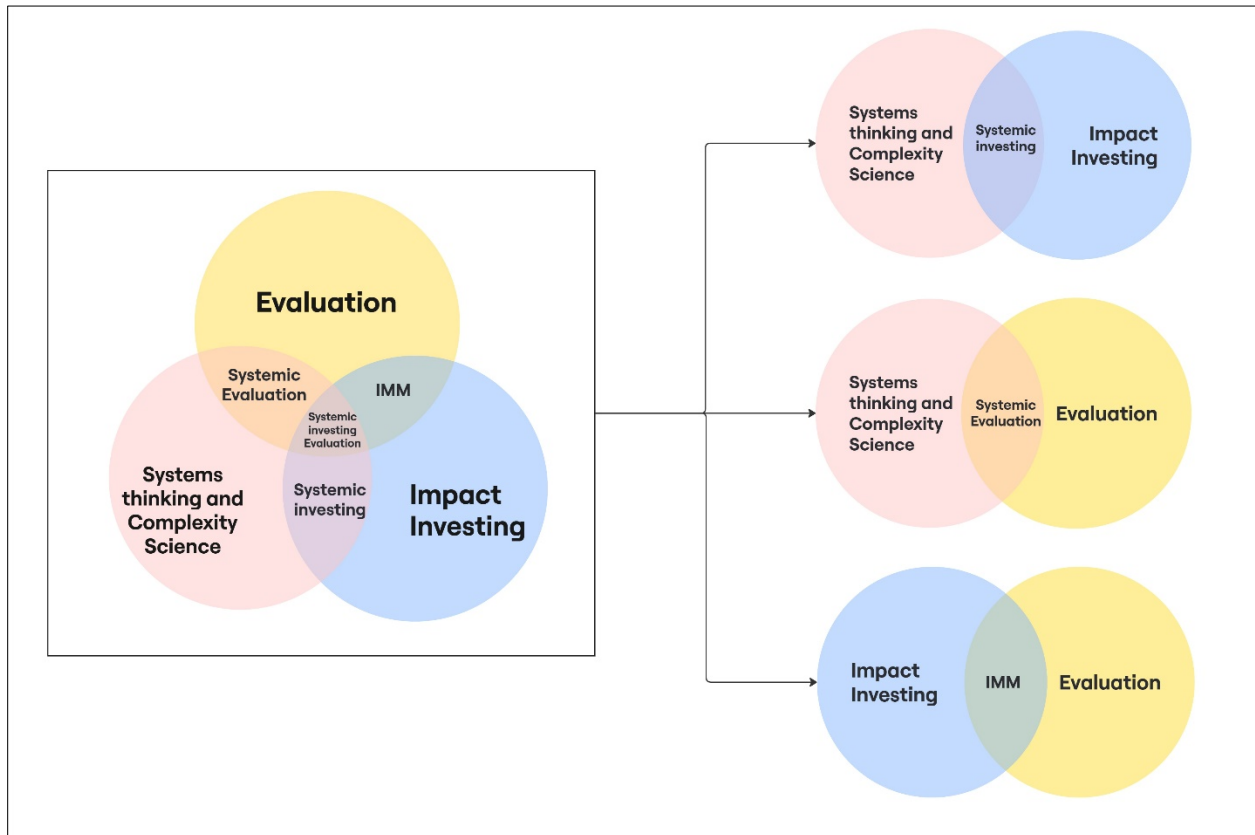 Evaluation
Systemic
Evaluation
IMM
Systemic
investing
Evaluation
Systems
thinking and
Complexity
Science
Systemic
investing
Impact
Investing
Systems
thinking and
Complexity
Science
Systemic
investing
Impact
Investing
Systems
thinking and
Complexity
Science
Systemic
Evaluation
Evaluation
Impact
Investing
IMM
Evaluation